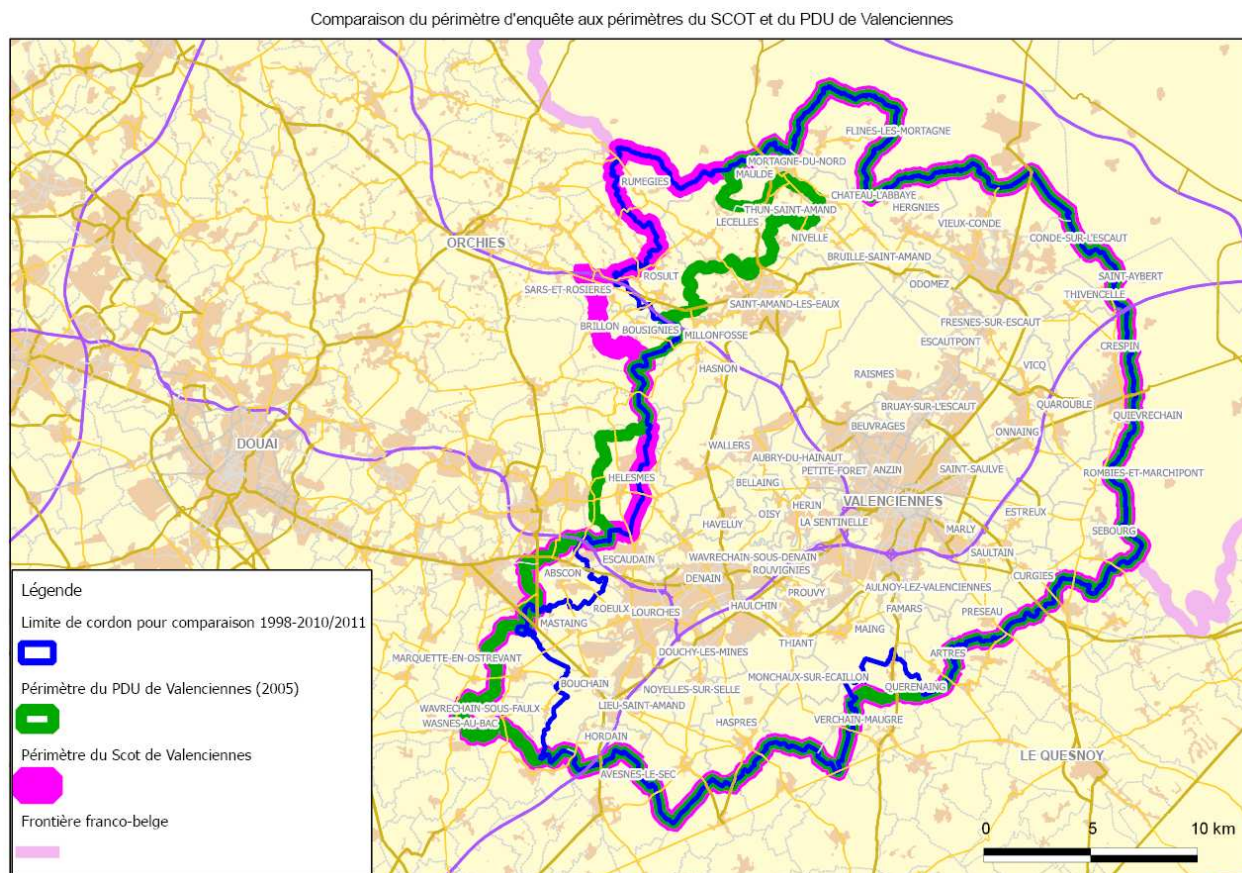 Comparaison du périmètre d'enquête aux périmètres du SCOT et du PDU de Valenciennes
FLINES-LES-MORTAGNE
MORTAGNE-DU-NORD
MAULDE
RUMEGIES
CHATEAU-L'ABBAYE
HERGNIES
THUN-SAINT-AMAND
LECELLES
VIEUX-CONDE
NIVELLE
CONDE-SUR-L'ESCAUT
ORCHIES
BRUILLE-SAINT-AMAND
ROSULT
SAINT-AYBERT
ODOMEZ
SARS-ET-ROSIERES
THIVENCELLE
SAINT-AMAND-LES-EAUX
FRESNES-SUR-ESCAUT
BRILLON
BOUSIGNIES
MILLONFOSSE
ESCAUTPONT
CRESPIN
HASNON
VICQ
RAISMES
QUAROUBLE
BRUAY-SUR-L'ESCAUT
QUIEVRECHAIN
BEUVRAGES
ONNAING
DOUAI
WALLERS
AUBRY-DU-HAINAUT
PETITE-FORET
ANZIN
SAINT-SAULVE
ROMBIES-ET-MARCHIPONT
HELESMES
BELLAING
VALENCIENNES
HERIN
OISY
ESTREUX
LA SENTINELLE
HAVELUY
MARLY
SEBOURG
SAULTAIN
ESCAUDAIN
WAVRECHAIN-SOUS-DENAIN
ROUVIGNIES
ABSCON
DENAIN
CURGIES
PROUVY
AULNOY-LEZ-VALENCIENNES
ROEULX
LOURCHES
HAULCHIN
FAMARS
PRESEAU
MASTAING
MAING
THIANT
DOUCHY-LES-MINES
ARTRES
MARQUETTE-EN-OSTREVANT
MONCHAUX-SUR-ECAILLON
BOUCHAIN
NOYELLES-SUR-SELLE
QUERENAING
LIEU-SAINT-AMAND
WAVRECHAIN-SOUS-FAULX
WASNES-AU-BAC
HASPRES
VERCHAIN-MAUGRE
HORDAIN
LE QUESNOY
AVESNES-LE-SEC
Légende
Limite de cordon pour comparaison 1998-2010/2011
Périmètre du PDU de Valenciennes (2005)
Périmètre du Scot de Valenciennes
Frontière franco-belge
0 5 10 km